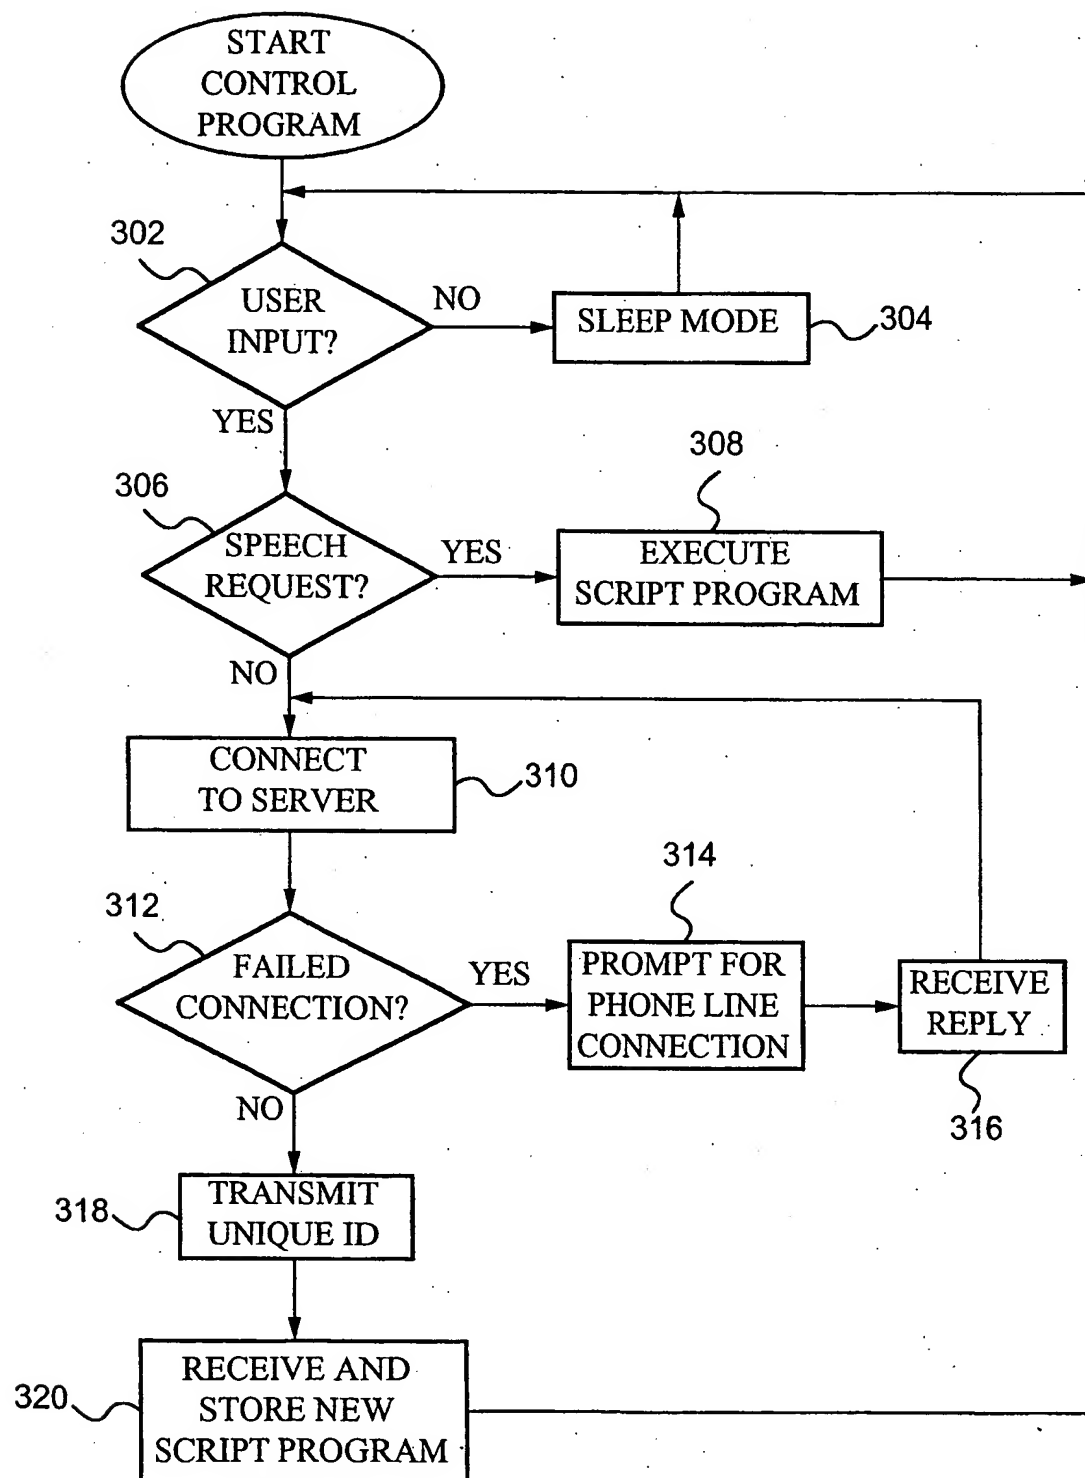 START
CONTROL
PROGRAM
302
USER
INPUT?
NO
SLEEP MODE
304
YES
306
SPEECH
REQUEST?
YES
308
EXECUTE
SCRIPT PROGRAM
NO
CONNECT
TO SERVER
310
312
FAILED
CONNECTION?
YES
314
PROMPT FOR
PHONE LINE
CONNECTION
RECEIVE
REPLY
316
NO
318
TRANSMIT
UNIQUE ID
320
RECEIVE AND
STORE NEW
SCRIPT PROGRAM